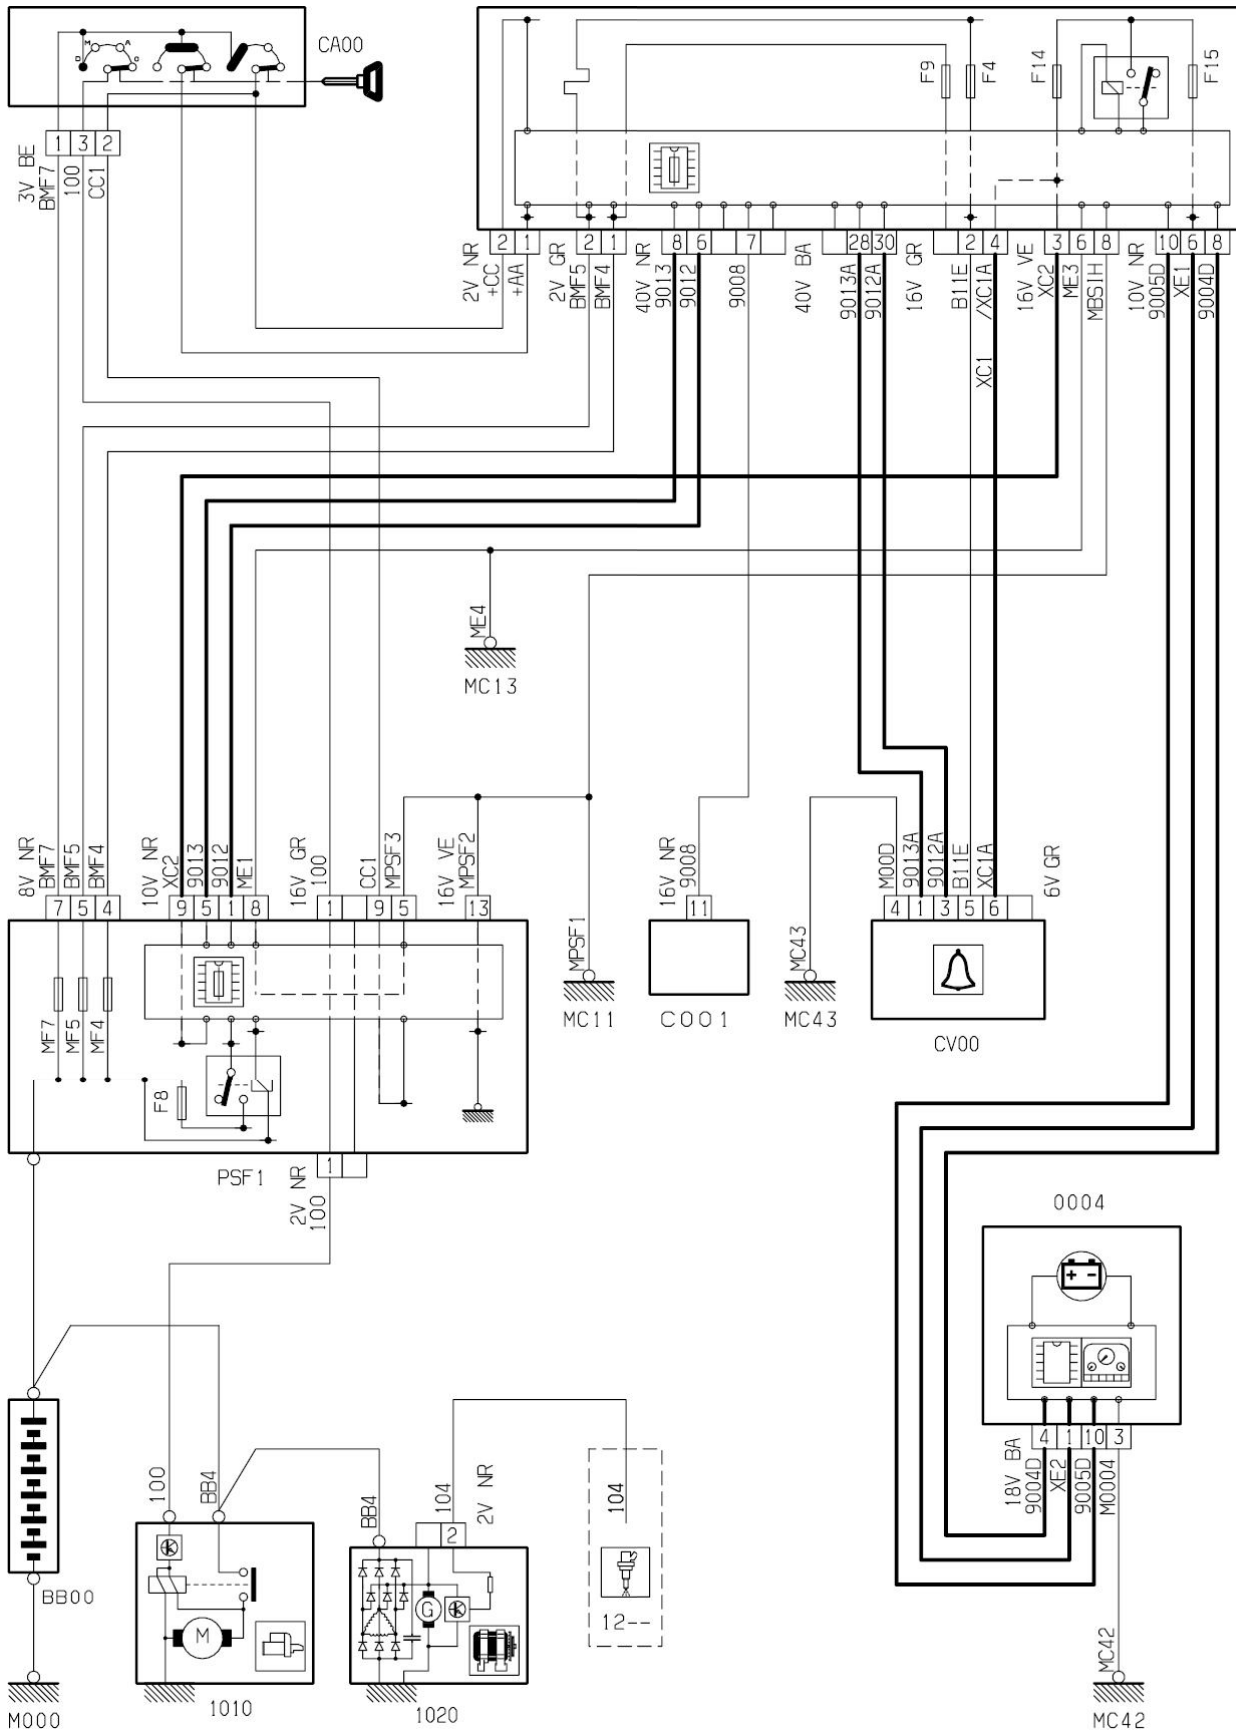 CA00
M A
1 3 2
3V BE
BMF7
100
CC1
F9
F4
F14
F15
2 1 2 1 8 6 7 28 30 2 4 3 6 8 10 6 8
2V NR
+CC
+AA
2V GR
BMF5
BMF4
40V NR
9013
9012
9008
40V BA
9013A
9012A
16V GR
B11E
/XC1A
XC1
16V VE
XC2
ME3
MBSIH
10V NR
9005D
XE1
9004D
ME4
MC13
8V NR
BMF7
BMF5
BMF4
10V NR
XC2
9013
9012
ME1
16V GR
100
CC1
MPSF3
16V VE
MPSF2
16V NR
9008
M00D
9013A
9012A
B11E
XC1A
6V GR
7 5 4 9 5 1 8 1 9 5 13 11 4 1 3 5 6
MF7
MF5
MF4
F8
MPSF1
MC11
C001
MC43
MC43
CV00
PSF1
1
2V NR
100
0004
+ -
4 1 10 3
18V BA
9004D
XE2
9005D
M0004
100
BB4
BB4
104
2
2V NR
104
BB00
M
G
12--
M000
1010
1020
MC42
MC42